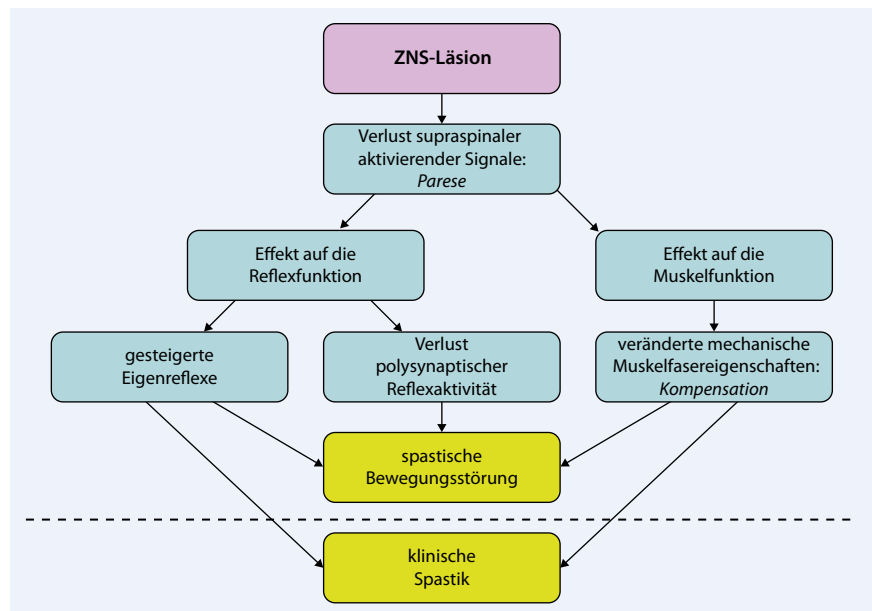 ZNS-Läsion
Verlust supraspinaler
aktivierender Signale:
Parese
Effekt auf die
Reflexfunktion
Effekt auf die
Muskelfunktion
gesteigerte
Eigenreflexe
Verlust
polysynaptischer
Reflexaktivität
veränderte mechanische
Muskelfasereigenschaften:
Kompensation
spastische
Bewegungsstörung
klinische
Spastik